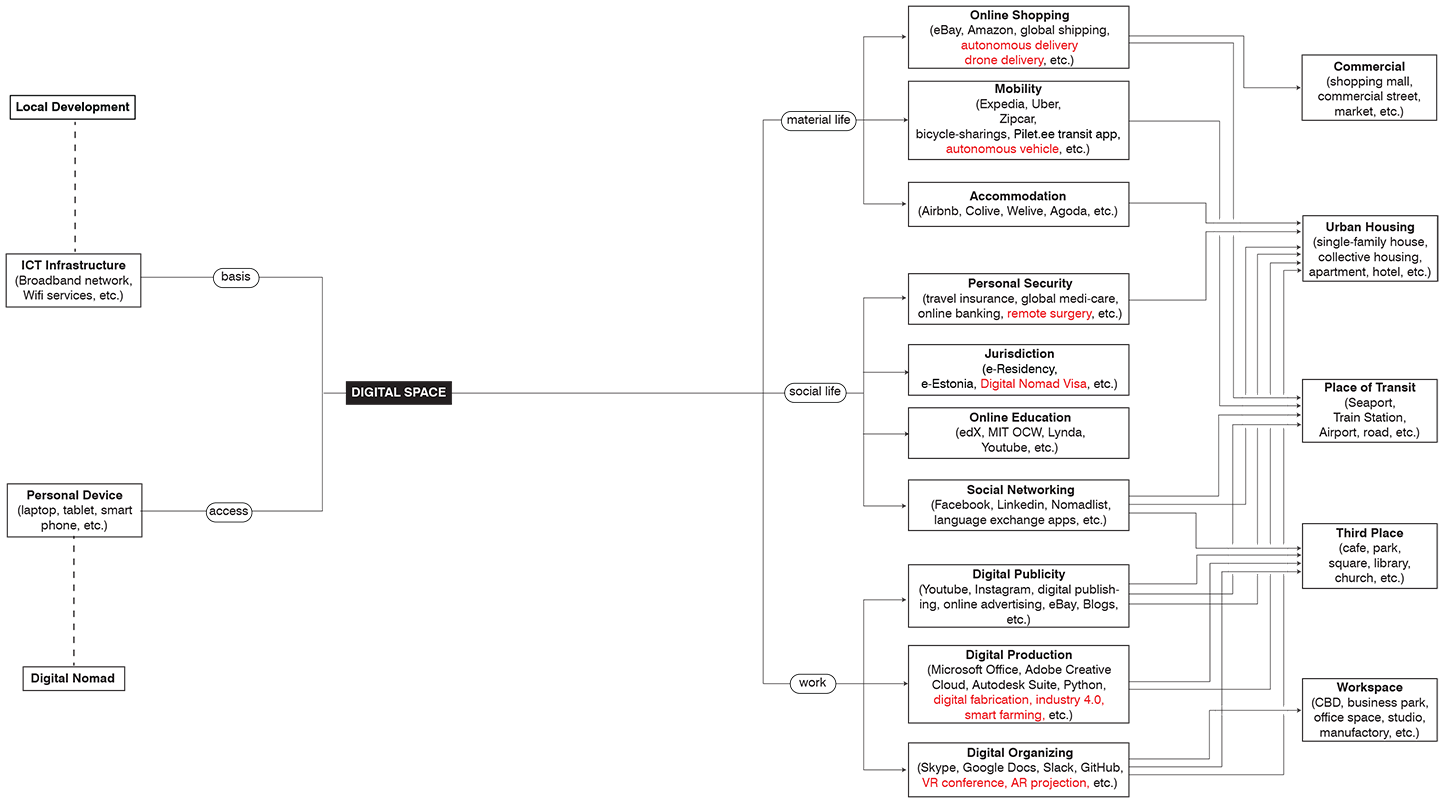 Local Development
ICT Infrastructure
(Broadband network,
Wifi services, etc.)
basis
DIGITAL SPACE
Personal Device
(laptop, tablet, smart
phone, etc.)
access
Digital Nomad
material life
social life
work
Online Shopping
(eBay, Amazon, global shipping,
autonomous delivery
drone delivery, etc.)
Mobility
(Expedia, Uber,
Zipcar,
bicycle-sharings, Pilet.ee transit app,
autonomous vehicle, etc.)
Accommodation
(Airbnb, Colive, Welive, Agoda, etc.)
Personal Security
(travel insurance, global medi-care,
online banking, remote surgery, etc.)
Jurisdiction
(e-Residency,
e-Estonia, Digital Nomad Visa, etc.)
Online Education
(edX, MIT OCW, Lynda,
Youtube, etc.)
Social Networking
(Facebook, Linkedin, Nomadlist,
language exchange apps, etc.)
Digital Publicity
(Youtube, Instagram, digital publish-
ing, online advertising, eBay, Blogs,
etc.)
Digital Production
(Microsoft Office, Adobe Creative
Cloud, Autodesk Suite, Python,
digital fabrication, industry 4.0,
smart farming, etc.)
Digital Organizing
(Skype, Google Docs, Slack, GitHub,
VR conference, AR projection, etc.)
Commercial
(shopping mall,
commercial street,
market, etc.)
Urban Housing
(single-family house,
collective housing,
apartment, hotel, etc.)
Place of Transit
(Seaport,
Train Station,
Airport, road, etc.)
Third Place
(cafe, park,
square, library,
church, etc.)
Workspace
(CBD, business park,
office space, studio,
manufactory, etc.)